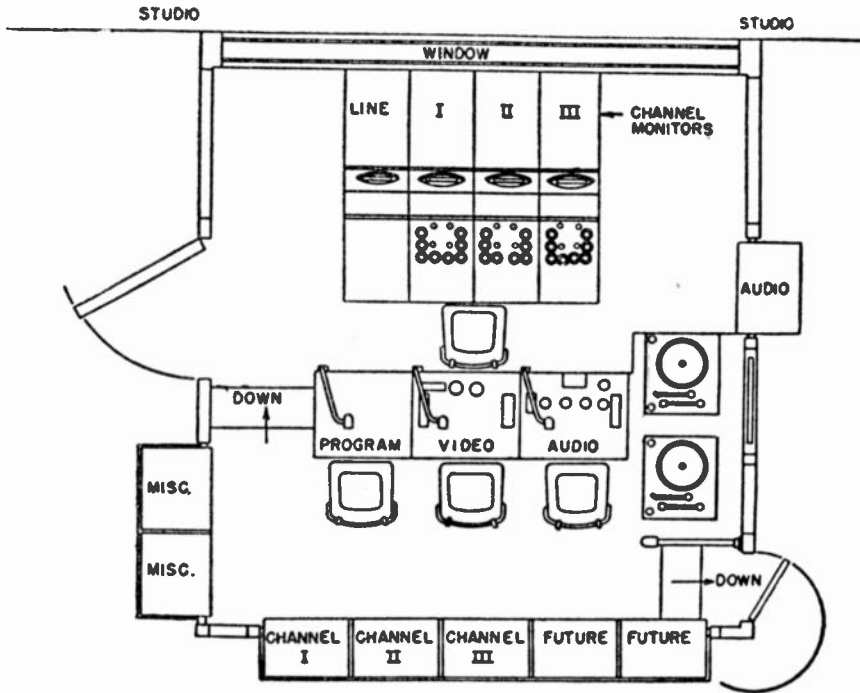 STUDIO
STUDIO
WINDOW
LINE
I
II
III
CHANNEL
MONITORS
AUDIO
DOWN
PROGRAM
VIDEO
AUDIO
MISC.
MISC.
DOWN
CHANNEL
I
CHANNEL
II
CHANNEL
III
FUTURE
FUTURE